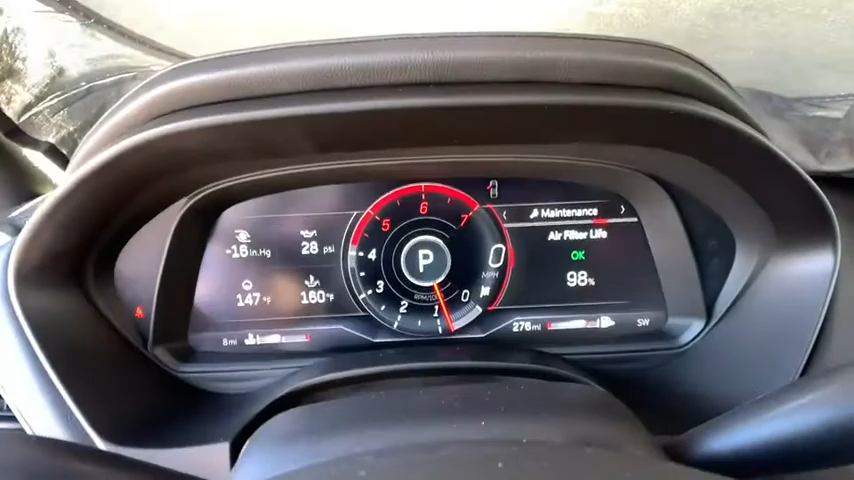 -16 In.Hg
28 psi
147 °F
160 °F
8 mi
1
2
3
4
5
6
7
P
RPM/1000
0
MPH
0
Maintenance
Air Filter Life
OK
98%
276 mi
SW